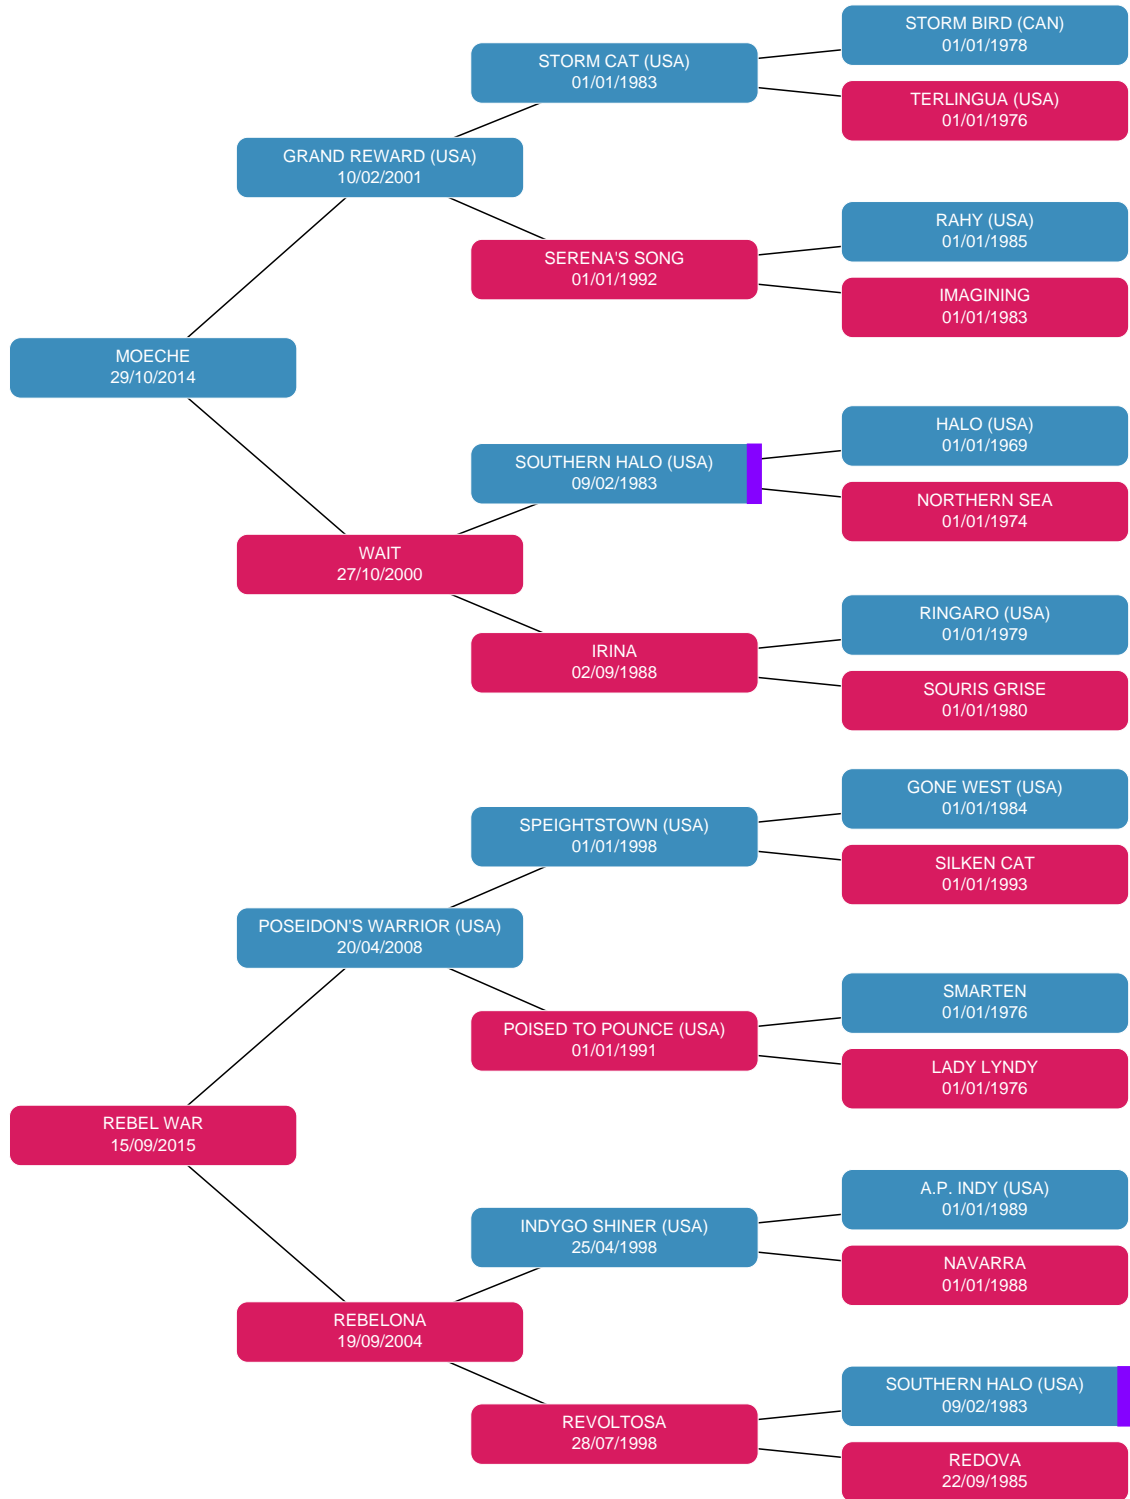 STORM BIRD (CAN)
01/01/1978
STORM CAT (USA)
01/01/1983
TERLINGUA (USA)
01/01/1976
GRAND REWARD (USA)
10/02/2001
RAHY (USA)
01/01/1985
SERENA'S SONG
01/01/1992
IMAGINING
01/01/1983
MOECHE
29/10/2014
HALO (USA)
01/01/1969
SOUTHERN HALO (USA)
09/02/1983
NORTHERN SEA
01/01/1974
WAIT
27/10/2000
RINGARO (USA)
01/01/1979
IRINA
02/09/1988
SOURIS GRISE
01/01/1980
GONE WEST (USA)
01/01/1984
SPEIGHTSTOWN (USA)
01/01/1998
SILKEN CAT
01/01/1993
POSEIDON'S WARRIOR (USA)
20/04/2008
SMARTEN
01/01/1976
POISED TO POUNCE (USA)
01/01/1991
LADY LYNDY
01/01/1976
REBEL WAR
15/09/2015
A.P. INDY (USA)
01/01/1989
INDYGO SHINER (USA)
25/04/1998
NAVARRA
01/01/1988
REBELONA
19/09/2004
SOUTHERN HALO (USA)
09/02/1983
REVOLTOSA
28/07/1998
REDOVA
22/09/1985